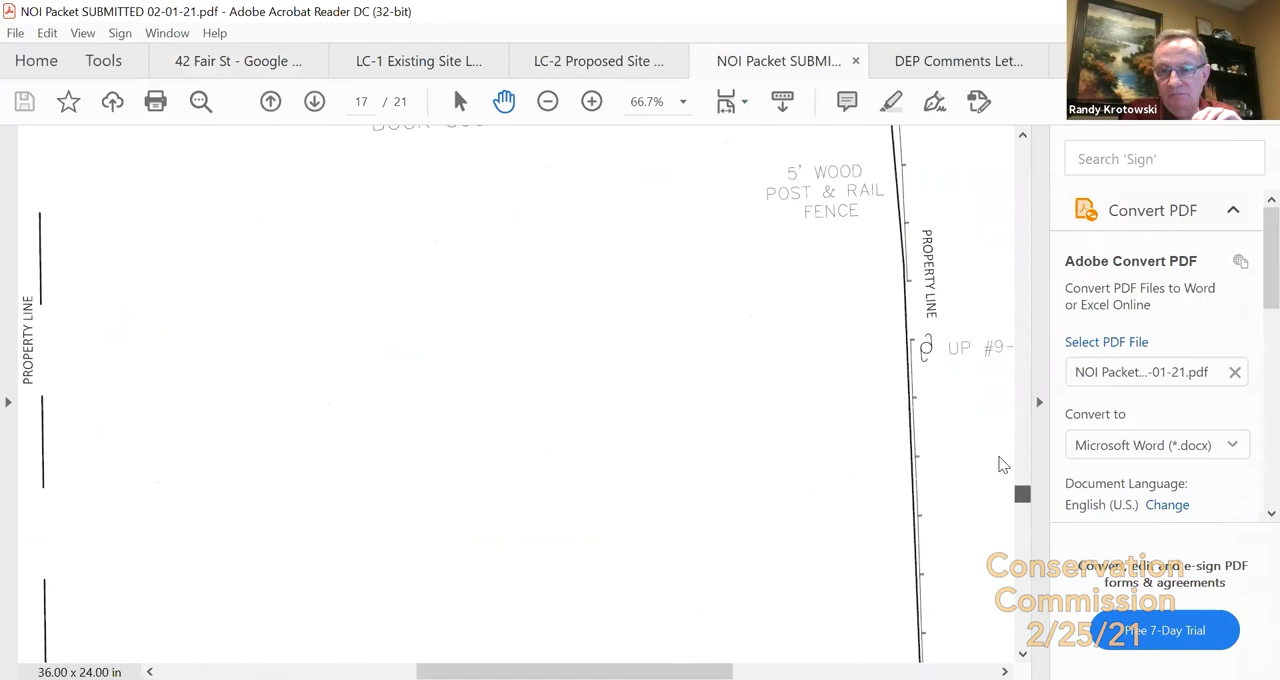 NOI Packet SUBMITTED 02-01-21.pdf - Adobe Acrobat Reader DC (32-bit)
File Edit View Sign Window Help
Home Tools 42 Fair St - Google ... LC-1 Existing Site L... LC-2 Proposed Site ... NOI Packet SUBMI... × DEP Comments Let...
17 / 21 66.7%
Randy Krotowski
5' WOOD
POST & RAIL
FENCE
PROPERTY LINE
PROPERTY LINE
UP #9-
36.00 x 24.00 in
Search 'Sign'
Convert PDF
Adobe Convert PDF
Convert PDF Files to Word
or Excel Online
Select PDF File
NOI Packet...-01-21.pdf
Convert to
Microsoft Word (*.docx)
Document Language:
English (U.S.) Change
Convert, edit and e-sign PDF
forms & agreements
Free 7-Day Trial
Conservation
Commission
2/25/21